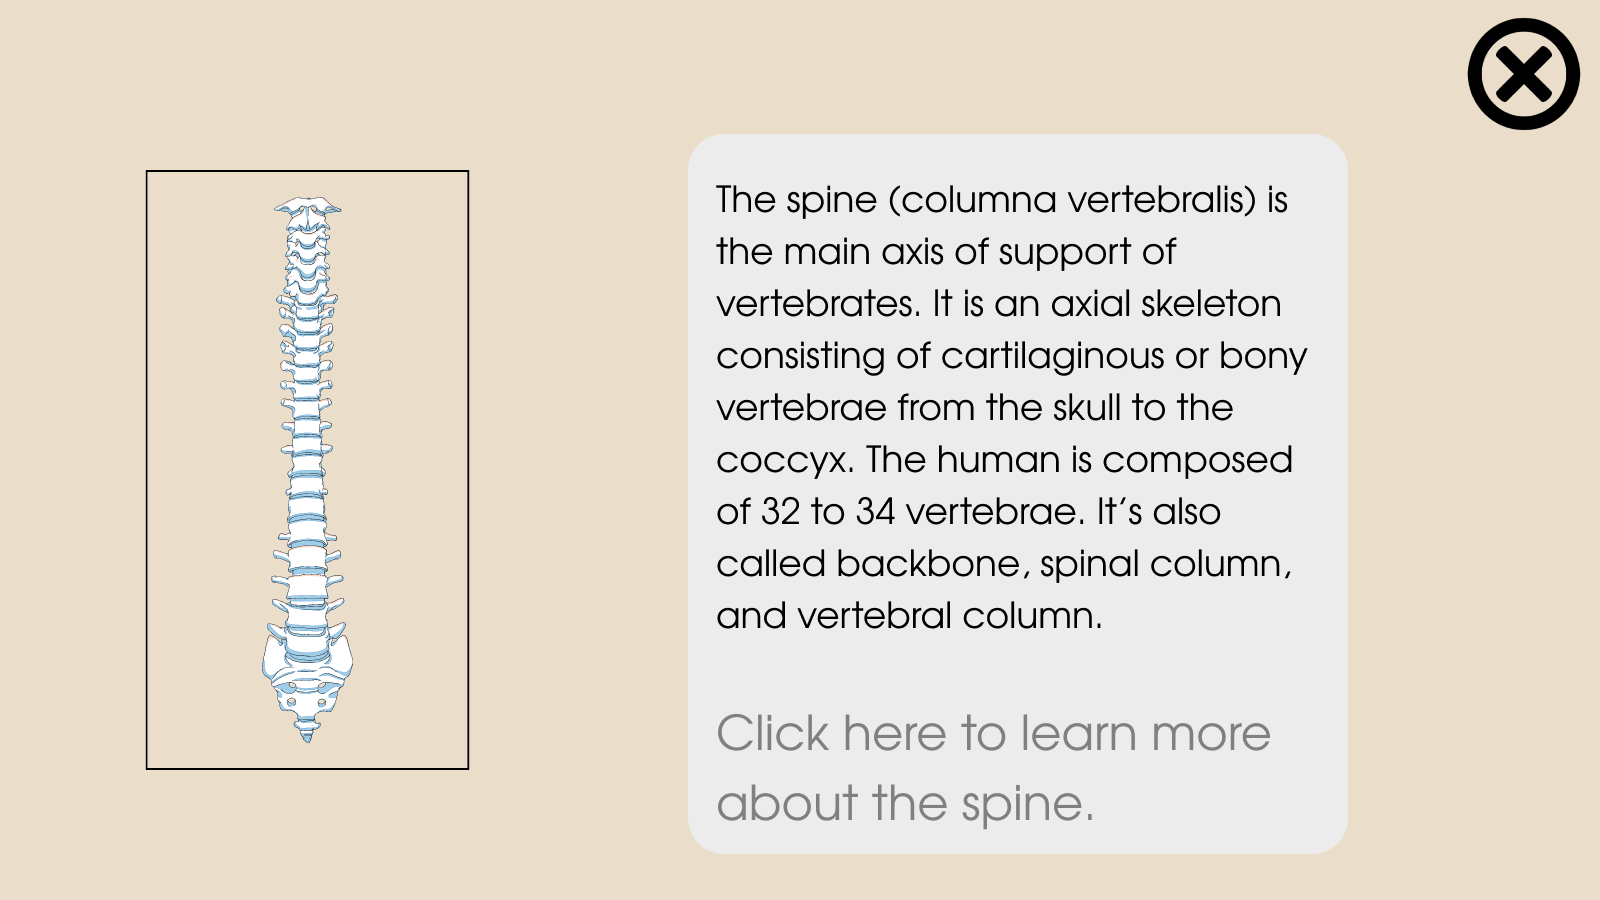 The spine (columna vertebralis) is
the main axis of support of
vertebrates. It is an axial skeleton
consisting of cartilaginous or bony
vertebrae from the skull to the
coccyx. The human is composed
of 32 to 34 vertebrae. It’s also
called backbone, spinal column,
and vertebral column.
Click here to learn more
about the spine.